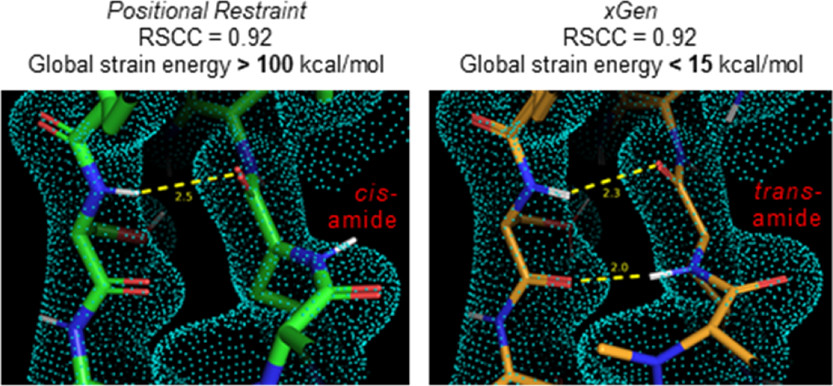 Positional Restraint
RSCC = 0.92
Global strain energy > 100 kcal/mol
xGen
RSCC = 0.92
Global strain energy < 15 kcal/mol
2.5
cis-
amide
2.3
2.0
trans-
amide